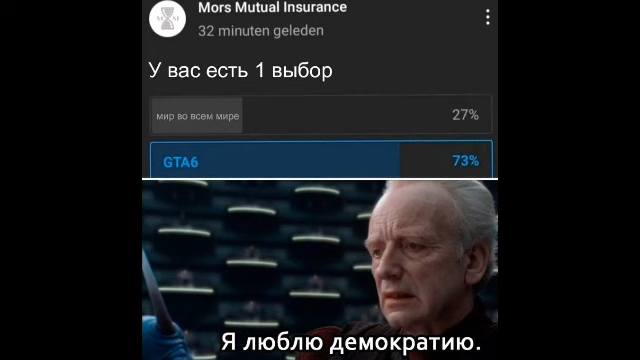 Mors Mutual Insurance
32 minuten geleden
У вас есть 1 выбор
мир во всем мире 27%
GTA6 73%
Я люблю демократию.